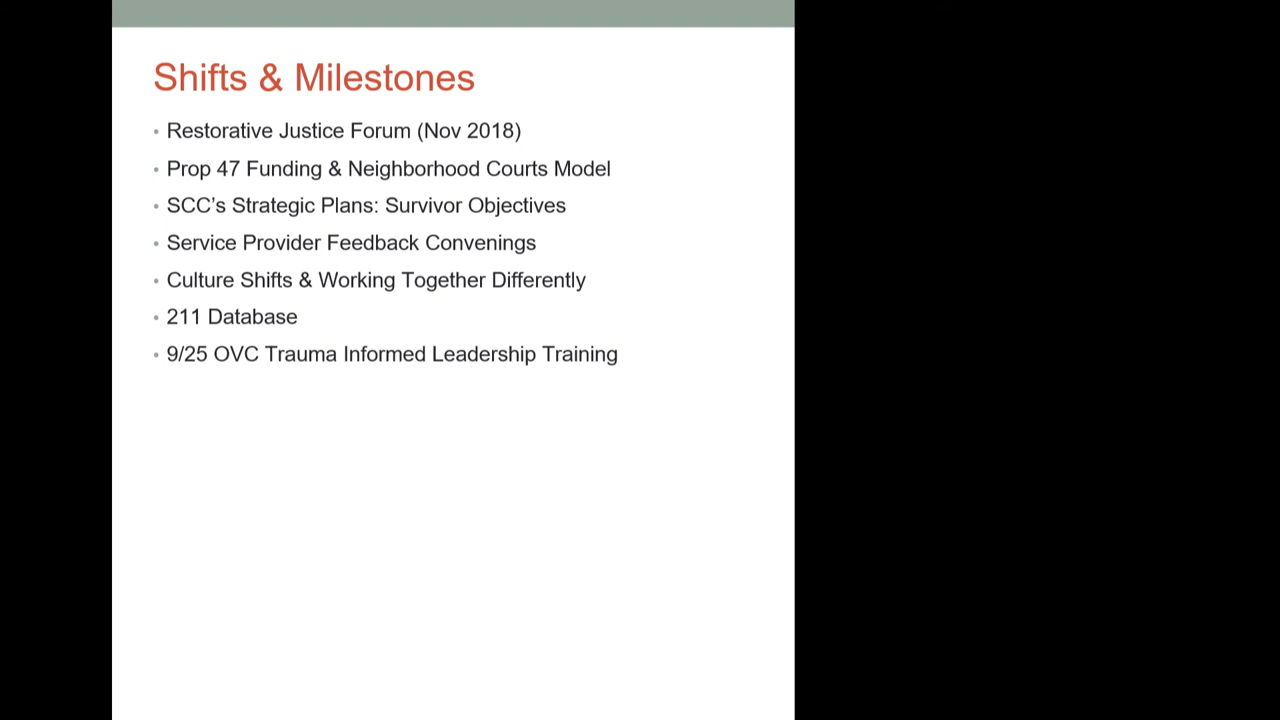 Shifts & Milestones
• Restorative Justice Forum (Nov 2018)
• Prop 47 Funding & Neighborhood Courts Model
• SCC’s Strategic Plans: Survivor Objectives
• Service Provider Feedback Convenings
• Culture Shifts & Working Together Differently
• 211 Database
• 9/25 OVC Trauma Informed Leadership Training